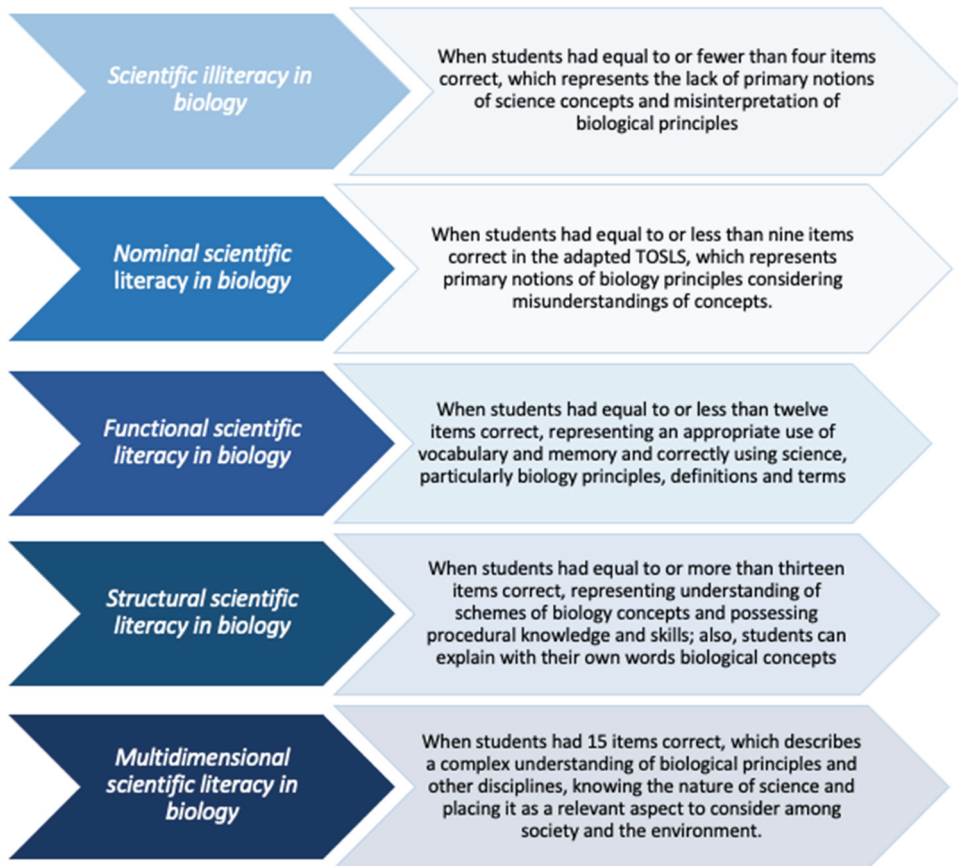 Scientific illiteracy in
biology
When students had equal to or fewer than four items
correct, which represents the lack of primary notions
of science concepts and misinterpretation of
biological principles
Nominal scientific
literacy in biology
When students had equal to or less than nine items
correct in the adapted TOSLS, which represents
primary notions of biology principles considering
misunderstandings of concepts.
Functional scientific
literacy in biology
When students had equal to or less than twelve
items correct, representing an appropriate use of
vocabulary and memory and correctly using science,
particularly biology principles, definitions and terms
Structural scientific
literacy in biology
When students had equal to or more than thirteen
items correct, representing understanding of
schemes of biology concepts and possessing
procedural knowledge and skills; also, students can
explain with their own words biological concepts
Multidimensional
scientific literacy in
biology
When students had 15 items correct, which describes
a complex understanding of biological principles and
other disciplines, knowing the nature of science and
placing it as a relevant aspect to consider among
society and the environment.